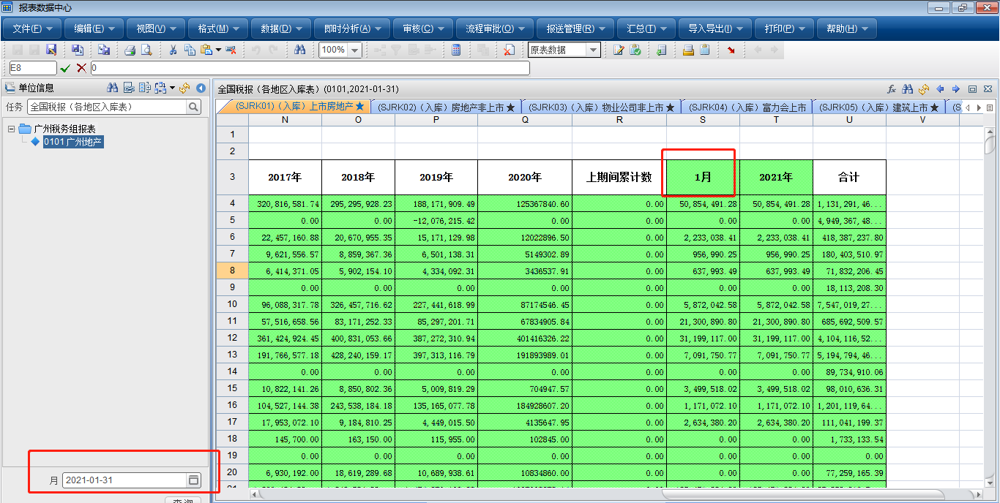 报表数据中心
文件(F) 编辑(E) 视图(V) 格式(M) 数据(D) 即时分析(A) 审核(C) 流程审批(O) 报送管理(R) 汇总(T) 导入导出(I) 打印(P) 帮助(H)
100% 原表数据
E8 0
单位信息
任务 全国税报（各地区入库表）
广州税务组报表
0101 广州地产
月 2021-01-31
查 询
全国税报（各地区入库表）(0101,2021-01-31)
(SJRK01)（入库）上市房地产★ (SJRK02)（入库）房地产非上市★ (SJRK03)（入库）物业公司非上市★ (SJRK04)（入库）富力会上市 (SJRK05)（入库）建筑上市★ (S
N O P Q R S T U V
1
2
3 2017年 2018年 2019年 2020年 上期间累计数 1月 2021年 合计
4 320,816,581.74 295,295,928.23 188,171,909.49 125367840.60 0.00 50,854,491.28 50,854,491.28 1,131,291,46...
5 0.00 0.00 -12,076,215.42 0.00 0.00 0.00 0.00 4,949,367,48...
6 22,457,160.88 20,670,955.35 15,171,129.98 12022896.50 0.00 2,233,038.41 2,233,038.41 418,387,237.80
7 9,621,556.57 8,859,367.36 6,501,138.31 5149302.89 0.00 956,990.25 956,990.25 180,403,510.97
8 6,414,371.05 5,902,154.10 4,334,092.31 3436537.91 0.00 637,993.49 637,993.49 71,832,206.45
9 0.00 0.00 0.00 0.00 0.00 0.00 0.00 18,113,208.30
10 96,088,317.78 326,457,716.62 227,441,618.99 87174546.45 0.00 5,872,042.58 5,872,042.58 7,547,019,27...
11 57,516,658.56 83,171,252.33 85,297,201.71 67834905.84 0.00 21,300,890.80 21,300,890.80 685,692,509.57
12 361,424,924.45 400,831,053.66 387,272,310.94 401416326.22 0.00 31,199,117.00 31,199,117.00 4,104,116,52...
13 191,766,577.18 428,240,159.17 397,313,116.79 191893989.01 0.00 7,091,750.77 7,091,750.77 5,194,794,46...
14 0.00 0.00 0.00 0.00 0.00 0.00 0.00 89,734,910.06
15 10,822,141.26 8,850,802.36 5,009,819.29 704947.57 0.00 3,499,518.02 3,499,518.02 98,010,636.31
16 104,527,144.38 243,538,184.18 135,165,077.78 184928607.20 0.00 1,171,072.10 1,171,072.10 1,201,119,64...
17 17,953,072.10 9,184,810.25 4,449,015.50 4135647.95 0.00 2,634,380.20 2,634,380.20 111,041,199.37
18 145,700.00 163,150.00 115,955.00 102845.00 0.00 0.00 0.00 1,733,133.54
19 0.00 0.00 0.00 0.00 0.00 0.00 0.00 0.00
20 6,930,192.00 18,619,289.68 10,689,938.61 10834860.00 0.00 0.00 0.00 77,259,165.39